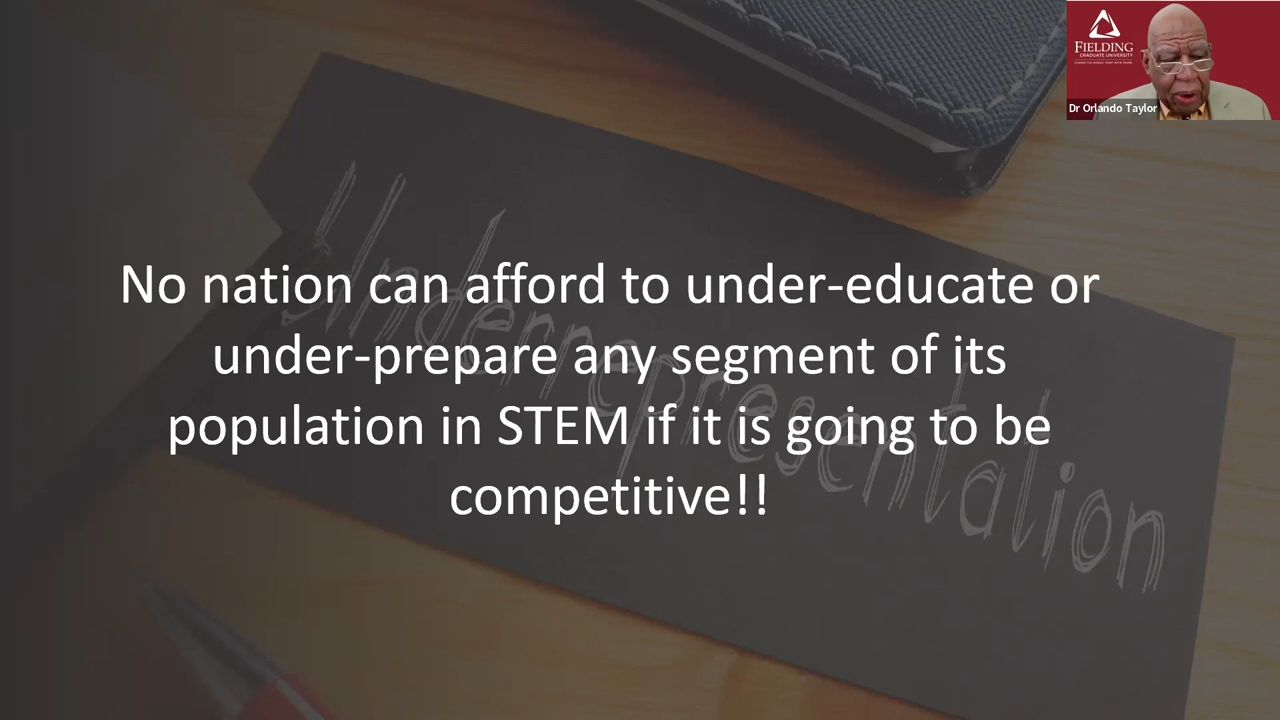 FIELDING
GRADUATE UNIVERSITY
Dr Orlando Taylor
Underrepresentation
No nation can afford to under-educate or
under-prepare any segment of its
population in STEM if it is going to be
competitive!!